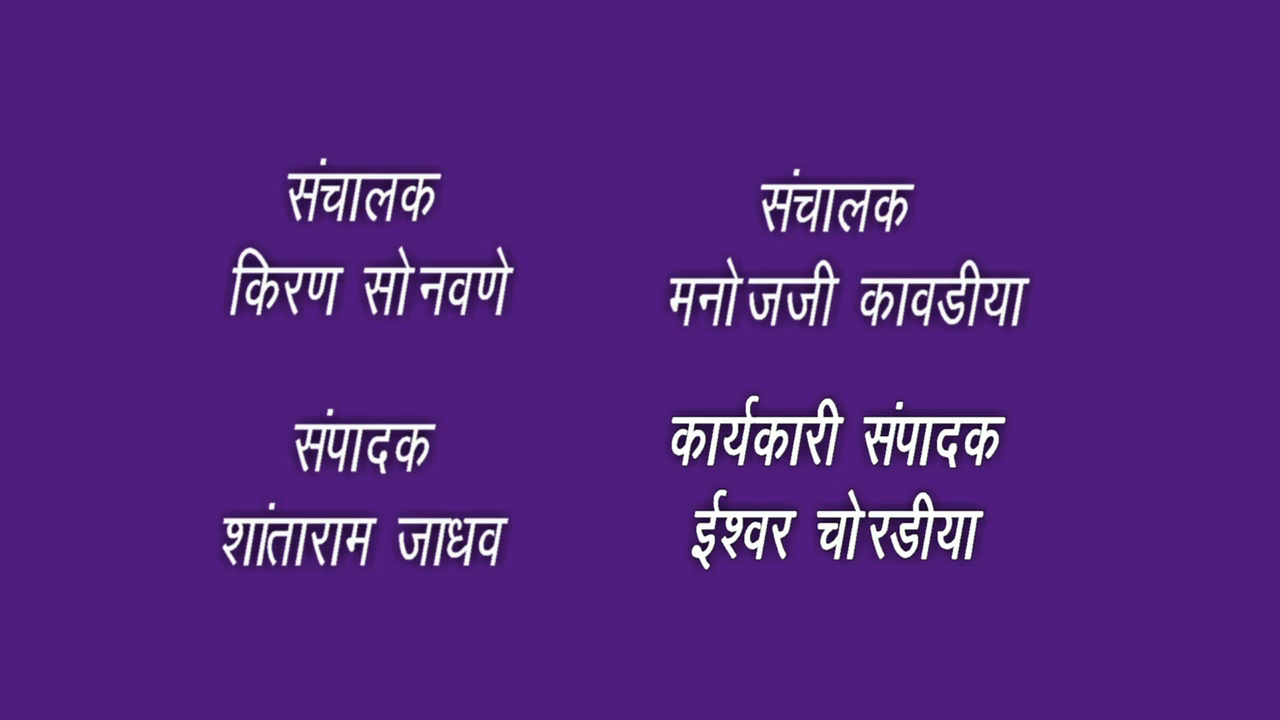 संचालक
किरण सोनवणे
संचालक
मनोजजी कावडीया
संपादक
शांताराम जाधव
कार्यकारी संपादक
ईश्वर चोरडीया